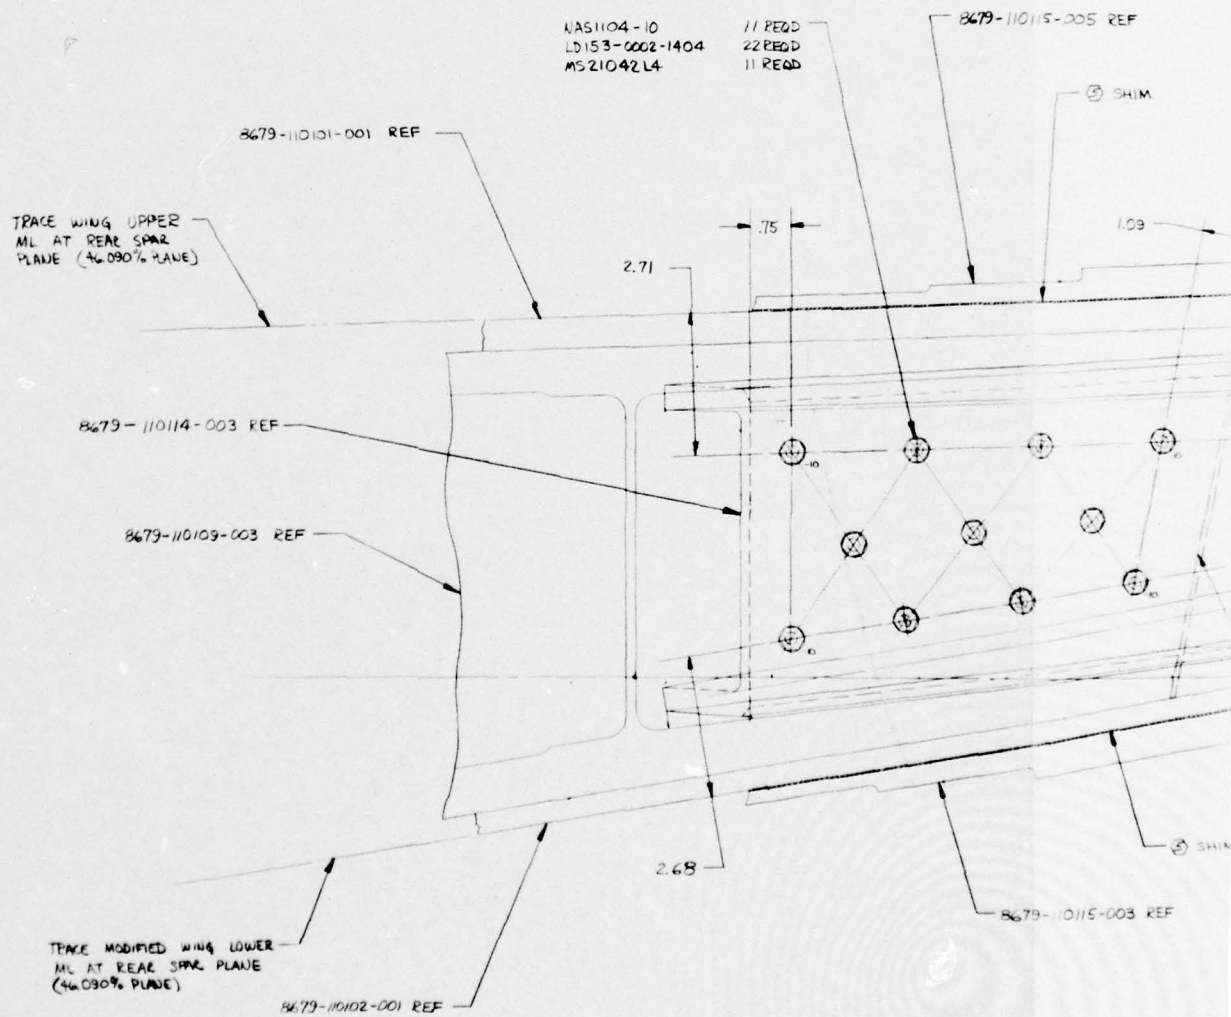 NAS1104-10 11 REQD
LD153-0002-1404 22 REQD
MS21042L4 11 REQD
8679-110115-005 REF
5 SHIM
8679-110101-001 REF
TRACE WING UPPER
ML AT REAR SPAR
PLANE (46.090% PLANE)
.75
1.09
2.71
8679-110114-003 REF
-10
8679-110109-003 REF
2.68
5 SHIM
8679-110115-003 REF
TRACE MODIFIED WING LOWER
ML AT REAR SPAR PLANE
(46.090% PLANE)
8679-110102-001 REF